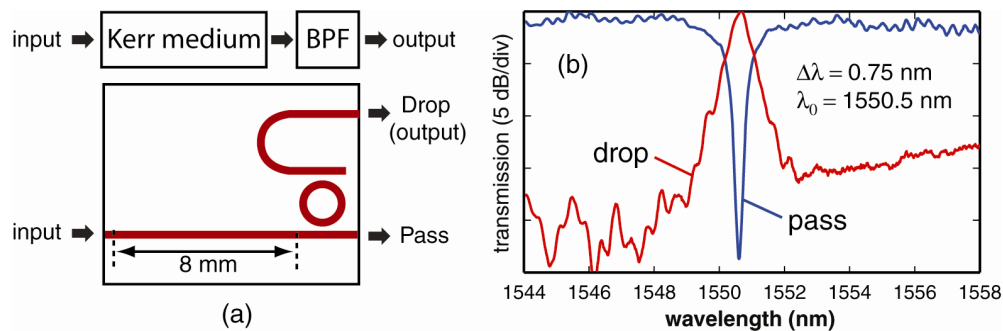 input
Kerr medium
BPF
output
Drop
(output)
input
Pass
8 mm
(a)
transmission (5 dB/div)
(b)
Δλ = 0.75 nm
λ₀ = 1550.5 nm
drop
pass
1544 1546 1548 1550 1552 1554 1556 1558
wavelength (nm)